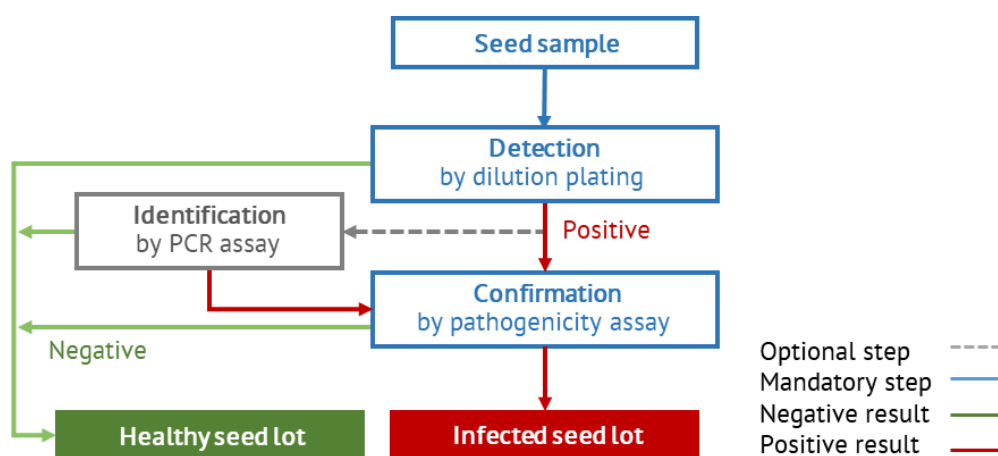 Seed sample
Detection
by dilution plating
Identification
by PCR assay
Positive
Confirmation
by pathogenicity assay
Negative
Healthy seed lot
Infected seed lot
Optional step
Mandatory step
Negative result
Positive result